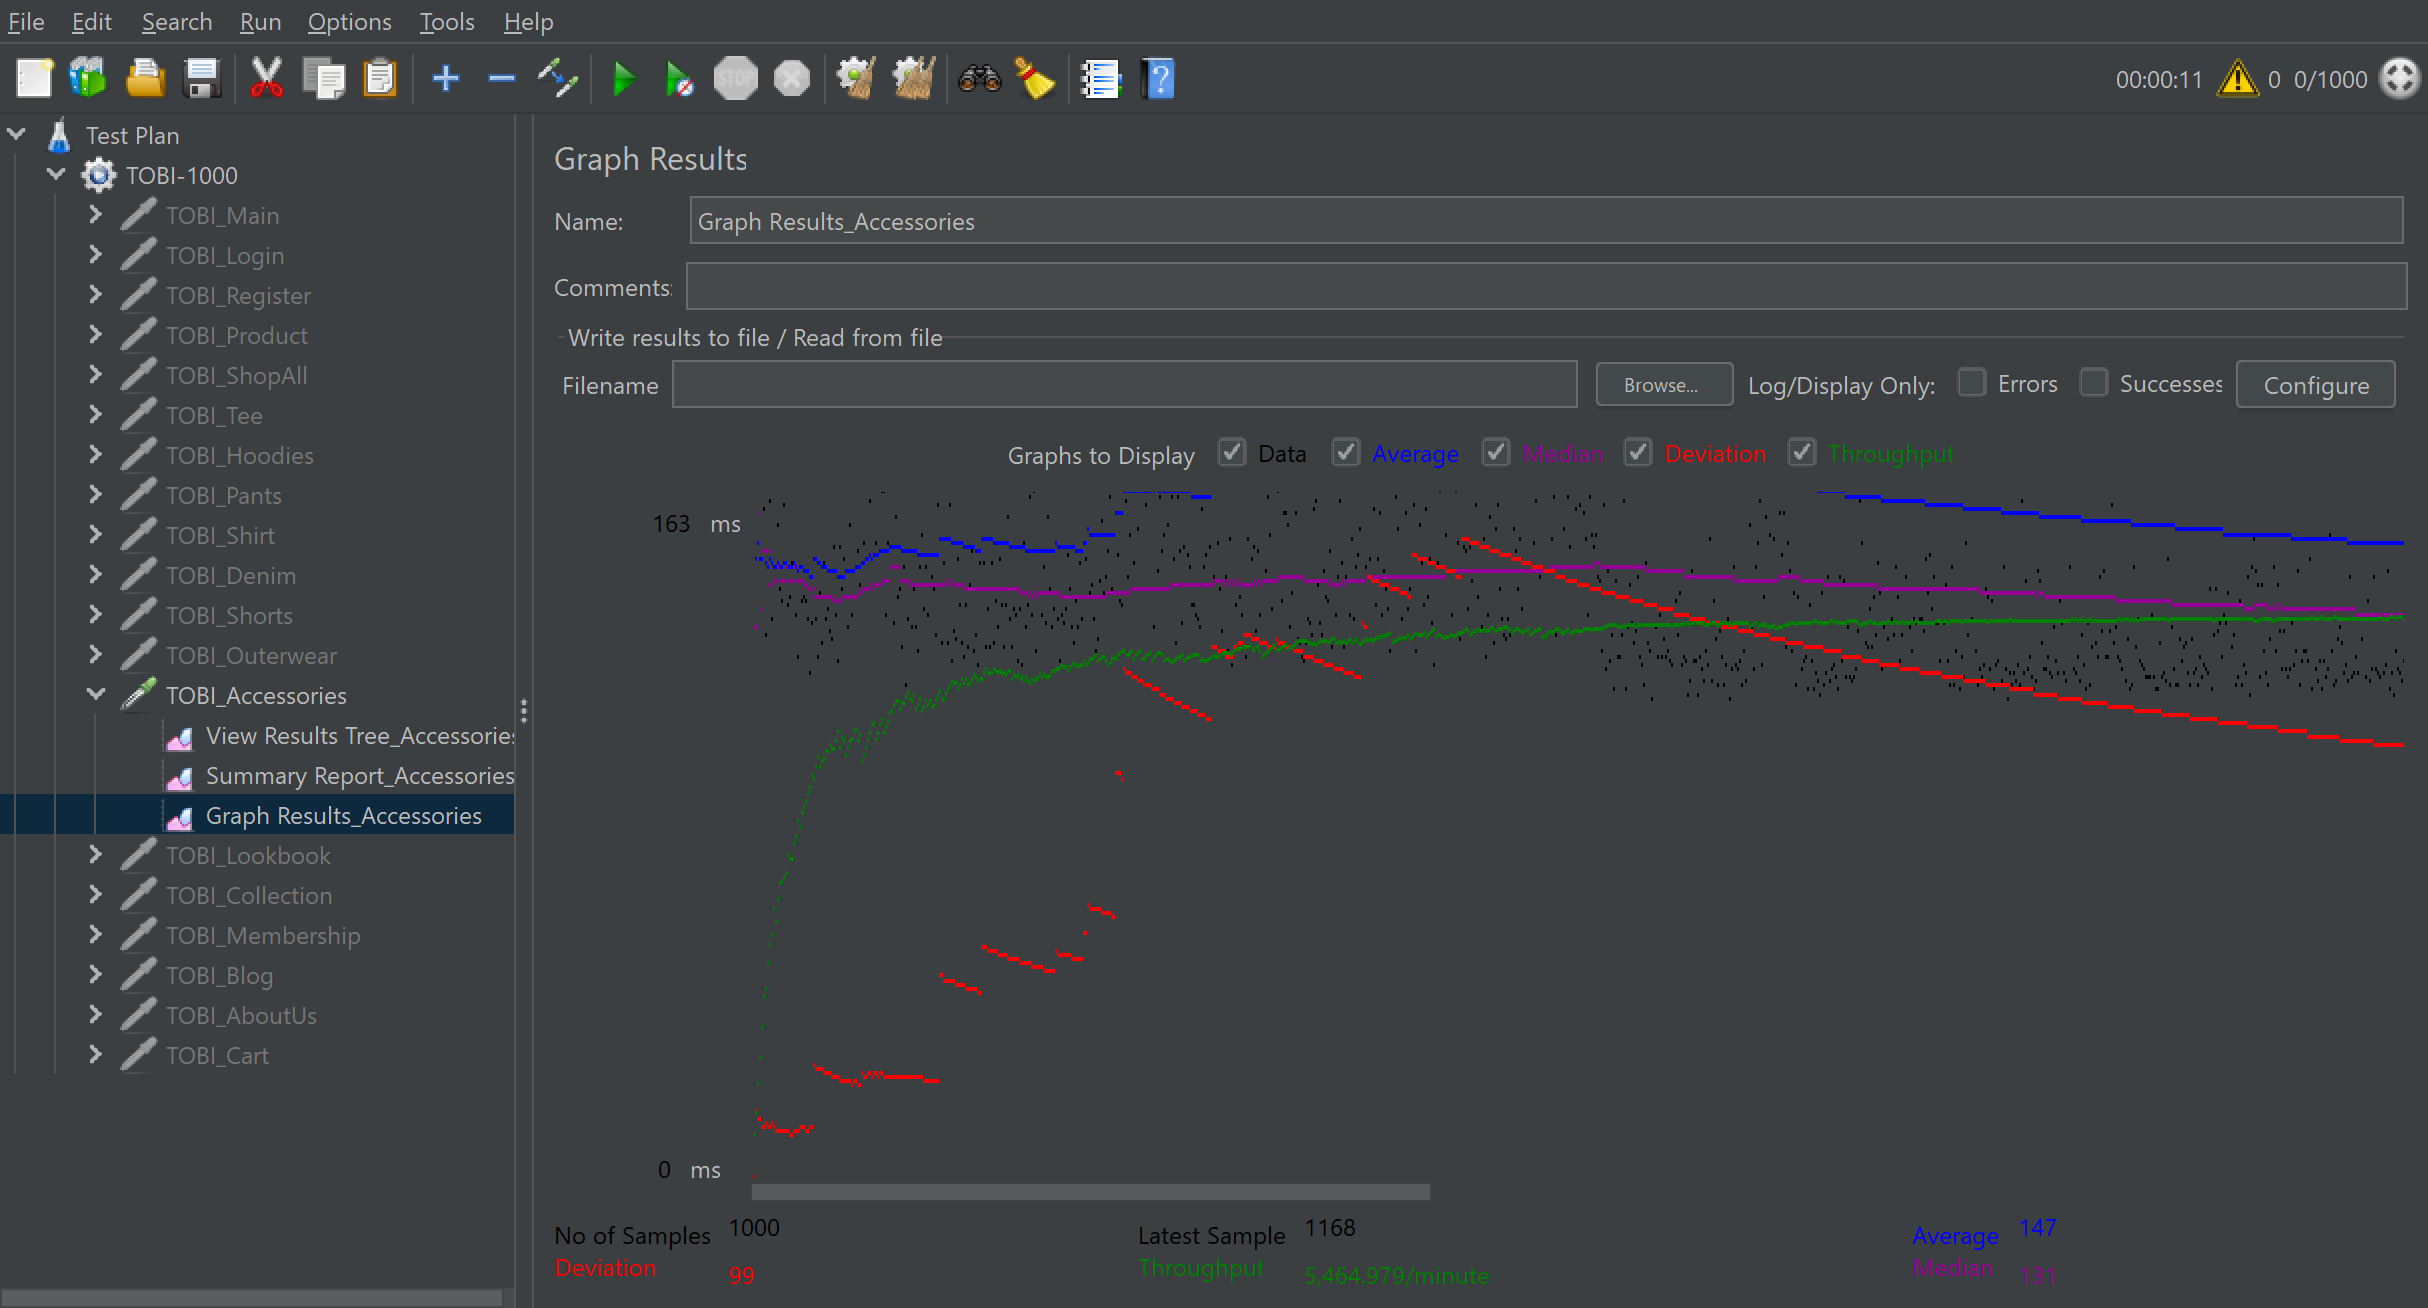 File Edit Search Run Options Tools Help
STOP
00:00:11 0 0/1000
Test Plan
TOBI-1000
TOBI_Main
TOBI_Login
TOBI_Register
TOBI_Product
TOBI_ShopAll
TOBI_Tee
TOBI_Hoodies
TOBI_Pants
TOBI_Shirt
TOBI_Denim
TOBI_Shorts
TOBI_Outerwear
TOBI_Accessories
View Results Tree_Accessories
Summary Report_Accessories
Graph Results_Accessories
TOBI_Lookbook
TOBI_Collection
TOBI_Membership
TOBI_Blog
TOBI_AboutUs
TOBI_Cart
Graph Results
Name: Graph Results_Accessories
Comments:
Write results to file / Read from file
Filename Browse... Log/Display Only: Errors Successes Configure
Graphs to Display Data Average Median Deviation Throughput
163 ms
0 ms
No of Samples 1000 Latest Sample 1168 Average 147
Deviation 99 Throughput 5,464.979/minute Median 131